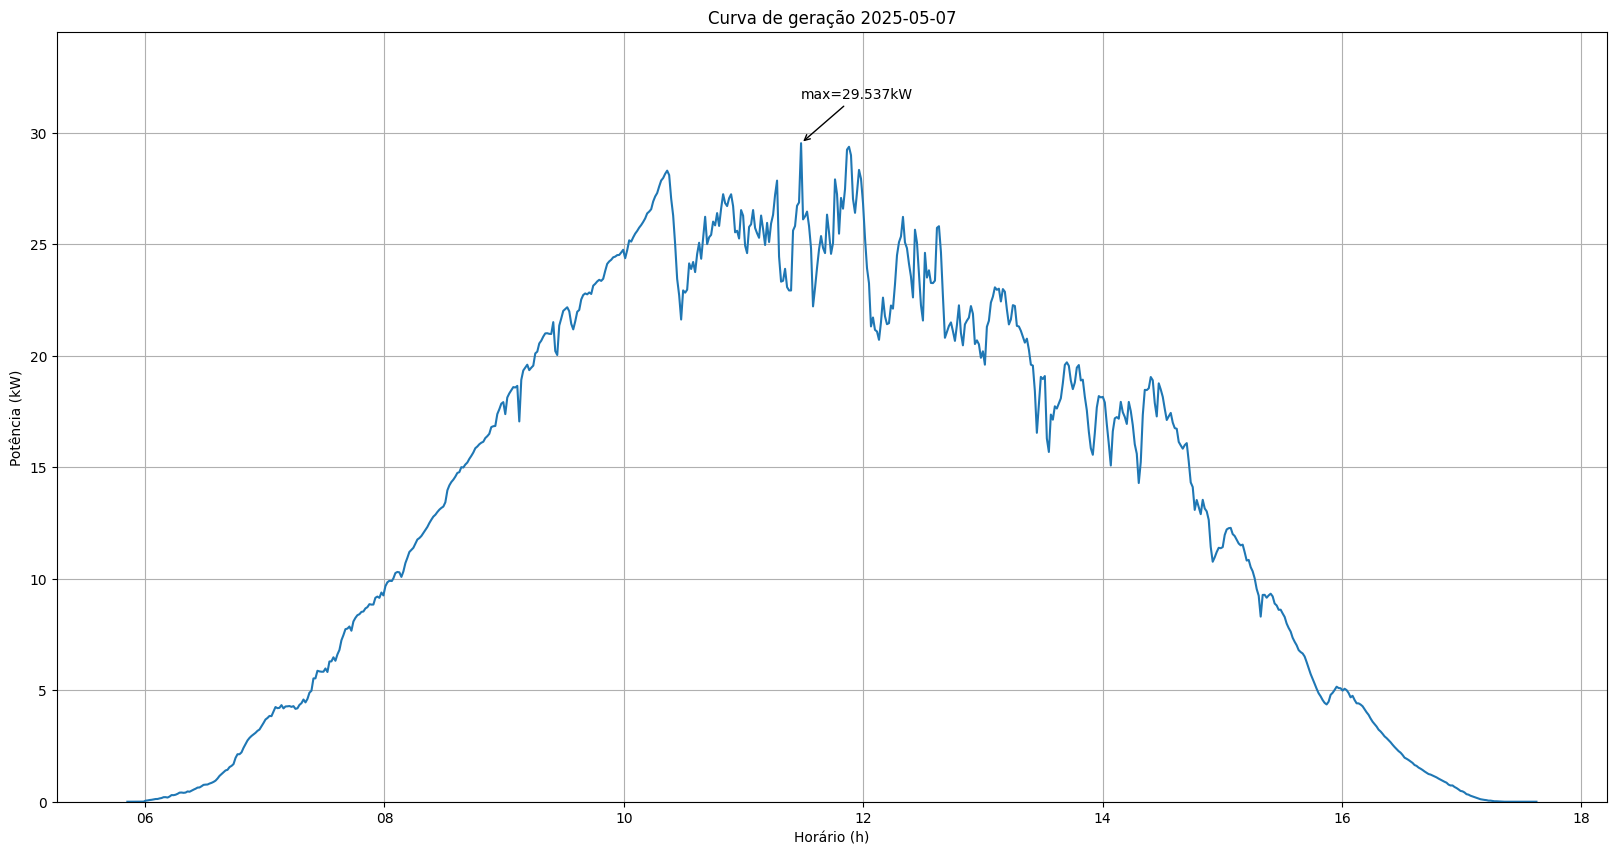 Curva de geração 2025-05-07
max=29.537kW
Potência (kW)
30
25
20
15
10
5
0
06 08 10 12 14 16 18
Horário (h)